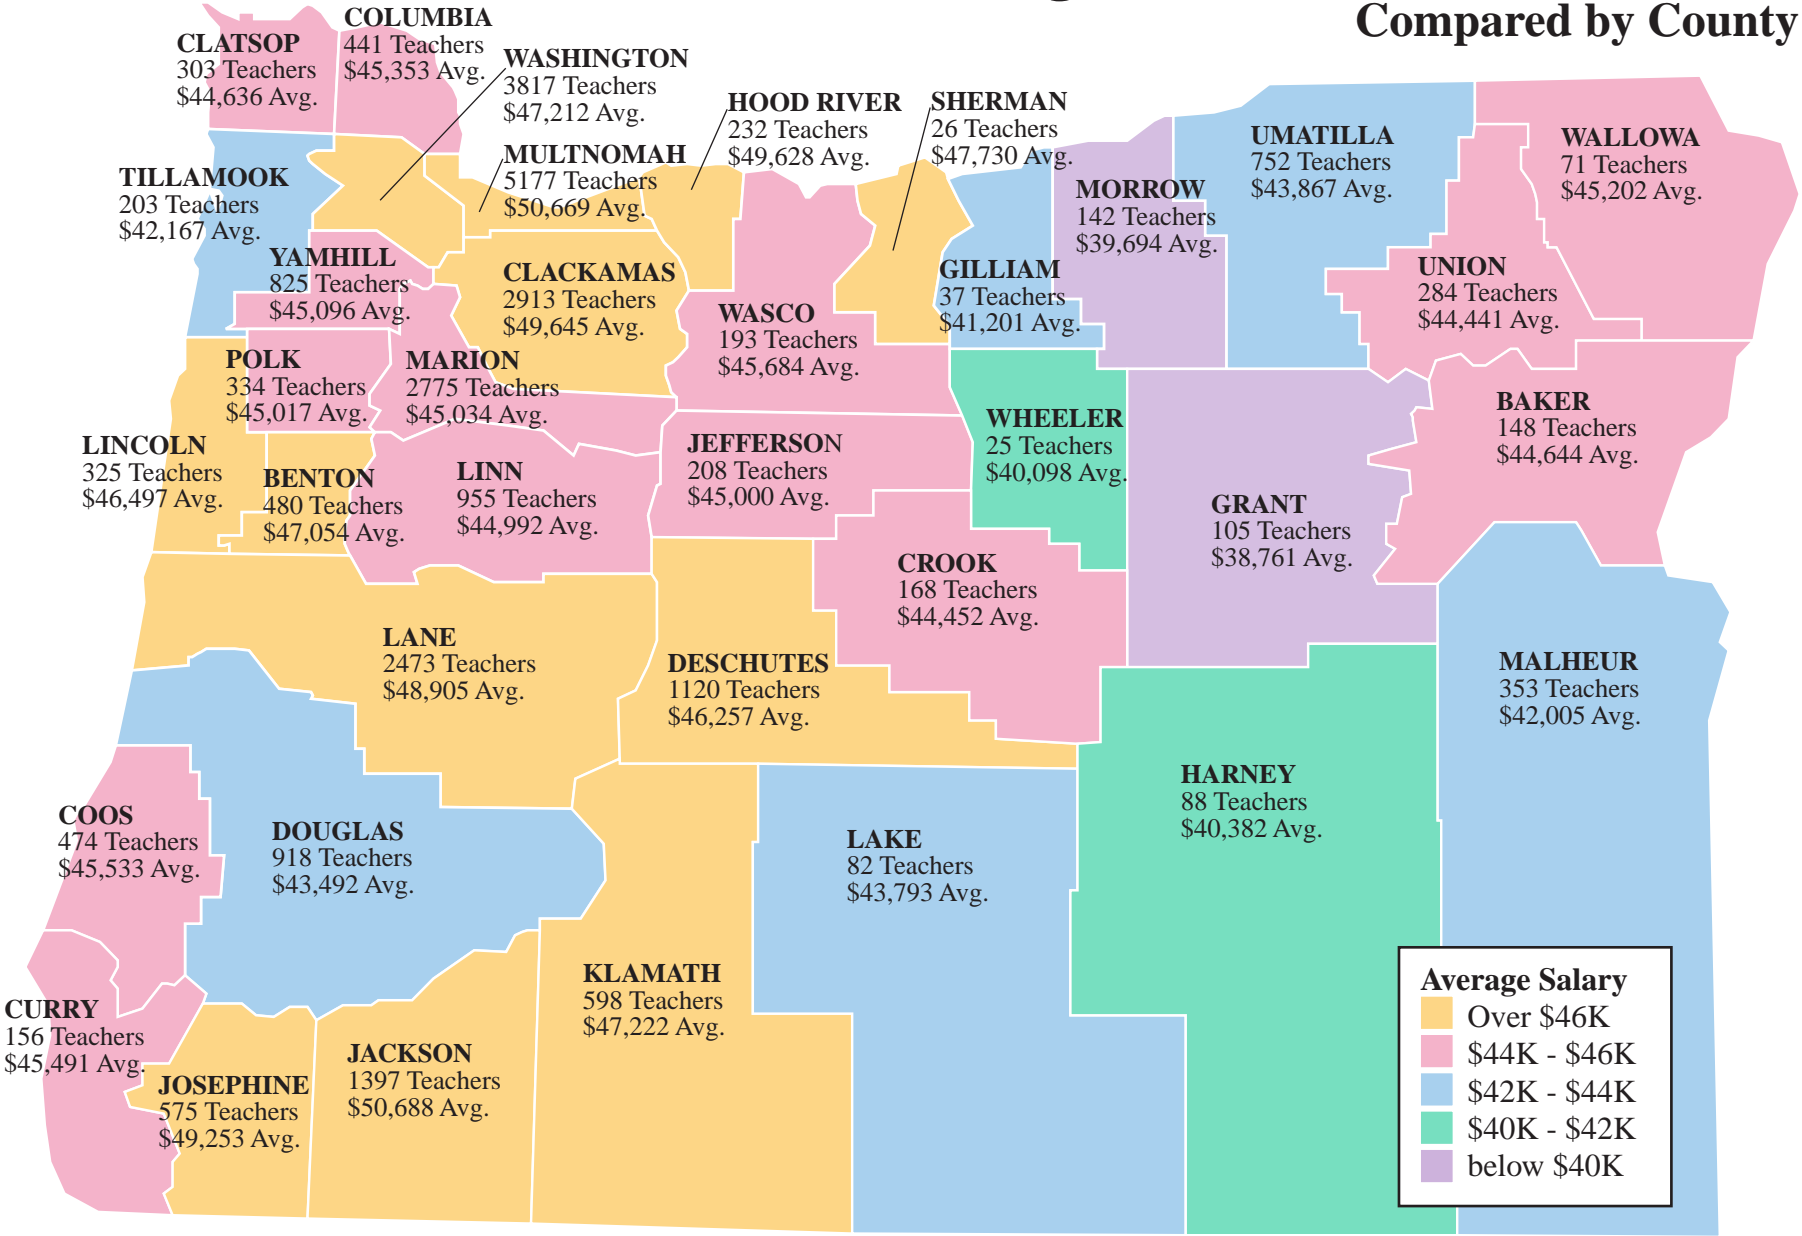 Compared by County
CLATSOP
303 Teachers
$44,636 Avg.
COLUMBIA
441 Teachers
$45,353 Avg.
WASHINGTON
3817 Teachers
$47,212 Avg.
HOOD RIVER
232 Teachers
$49,628 Avg.
SHERMAN
26 Teachers
$47,730 Avg.
MULTNOMAH
5177 Teachers
$50,669 Avg.
TILLAMOOK
203 Teachers
$42,167 Avg.
MORROW
142 Teachers
$39,694 Avg.
UMATILLA
752 Teachers
$43,867 Avg.
WALLOWA
71 Teachers
$45,202 Avg.
YAMHILL
825 Teachers
$45,096 Avg.
CLACKAMAS
2913 Teachers
$49,645 Avg.
WASCO
193 Teachers
$45,684 Avg.
GILLIAM
37 Teachers
$41,201 Avg.
UNION
284 Teachers
$44,441 Avg.
POLK
334 Teachers
$45,017 Avg.
MARION
2775 Teachers
$45,034 Avg.
WHEELER
25 Teachers
$40,098 Avg.
BAKER
148 Teachers
$44,644 Avg.
LINCOLN
325 Teachers
$46,497 Avg.
BENTON
480 Teachers
$47,054 Avg.
LINN
955 Teachers
$44,992 Avg.
JEFFERSON
208 Teachers
$45,000 Avg.
GRANT
105 Teachers
$38,761 Avg.
CROOK
168 Teachers
$44,452 Avg.
LANE
2473 Teachers
$48,905 Avg.
DESCHUTES
1120 Teachers
$46,257 Avg.
MALHEUR
353 Teachers
$42,005 Avg.
HARNEY
88 Teachers
$40,382 Avg.
COOS
474 Teachers
$45,533 Avg.
DOUGLAS
918 Teachers
$43,492 Avg.
LAKE
82 Teachers
$43,793 Avg.
KLAMATH
598 Teachers
$47,222 Avg.
CURRY
156 Teachers
$45,491 Avg.
JOSEPHINE
575 Teachers
$49,253 Avg.
JACKSON
1397 Teachers
$50,688 Avg.
Average Salary
Over $46K
$44K - $46K
$42K - $44K
$40K - $42K
below $40K